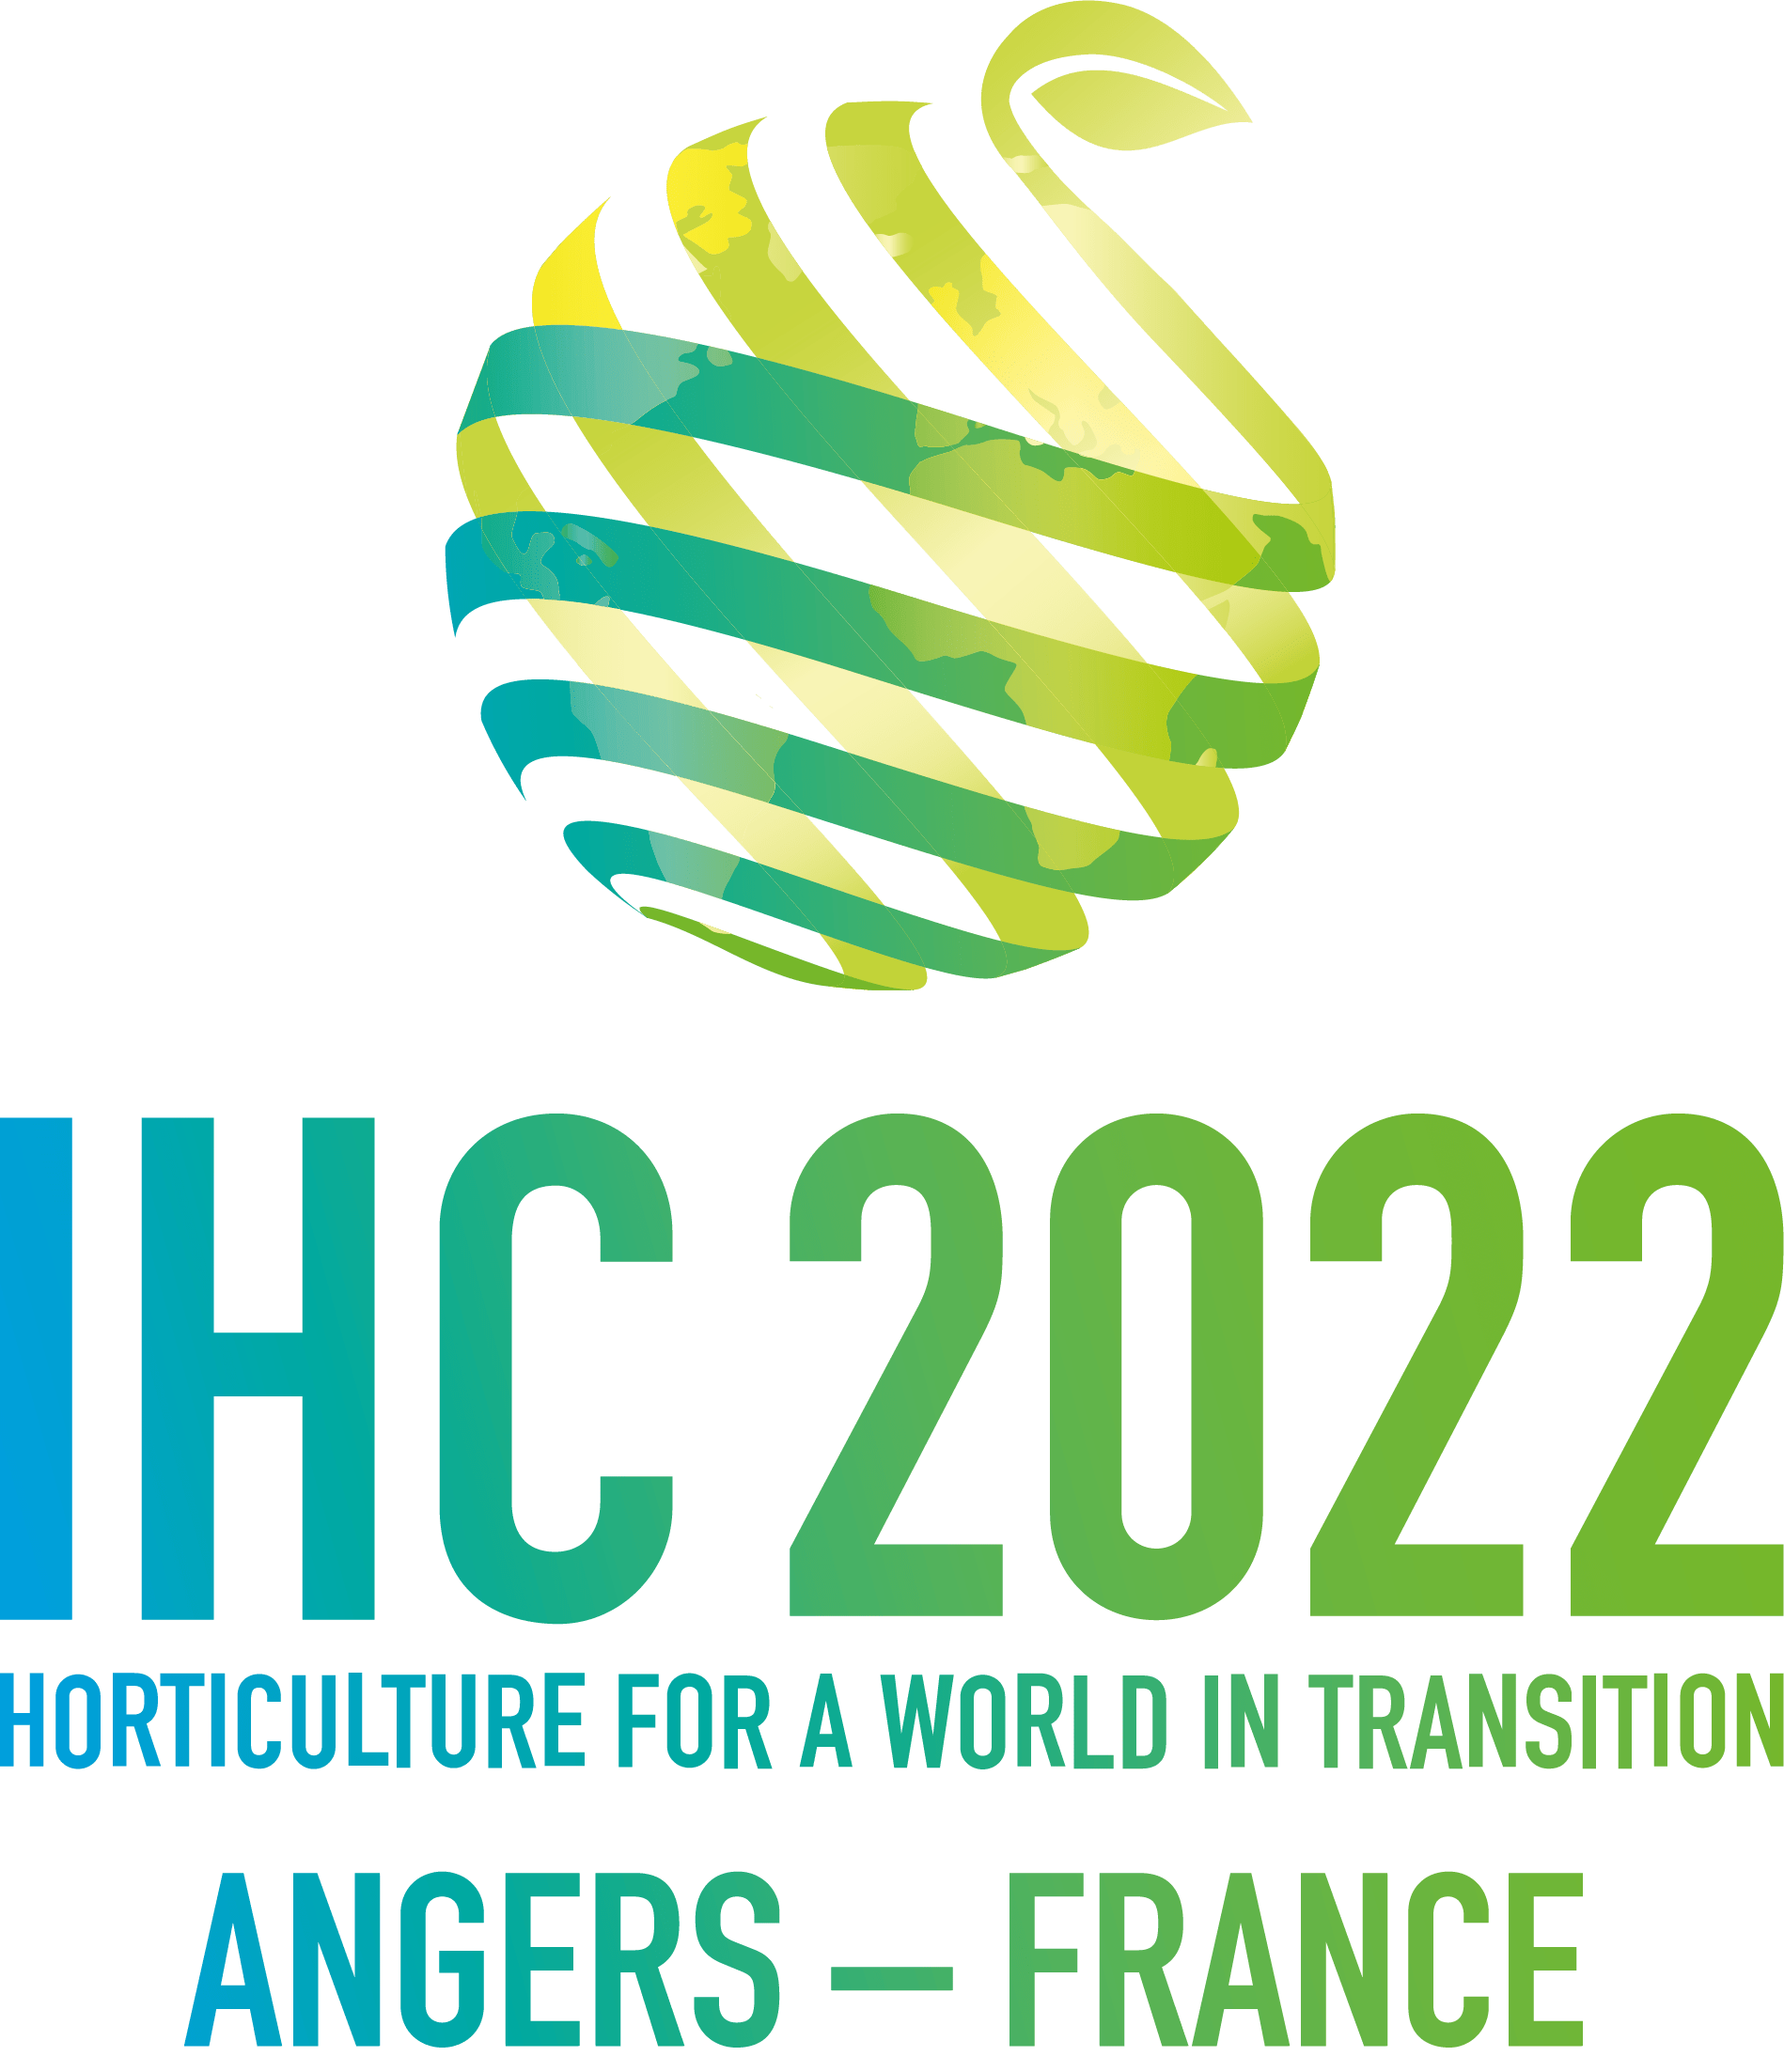 IHC 2022
HORTICULTURE FOR A WORLD IN TRANSITION
ANGERS — FRANCE